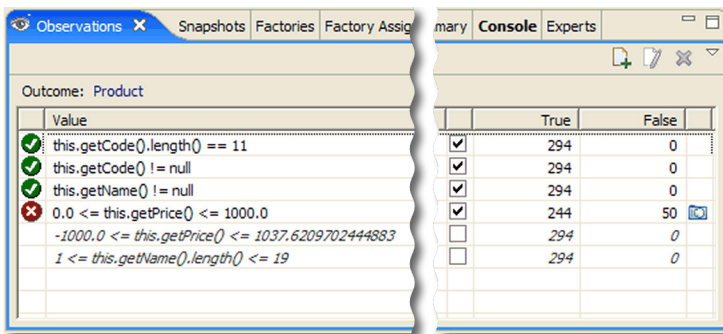 Observations Snapshots Factories Factory Assig mary Console Experts
Outcome: Product
Value True False
this.getCode().length() == 11 294 0
this.getCode() != null 294 0
this.getName() != null 294 0
0.0 <= this.getPrice() <= 1000.0 244 50
-1000.0 <= this.getPrice() <= 1037.6209702444883 294 0
1 <= this.getName().length() <= 19 294 0